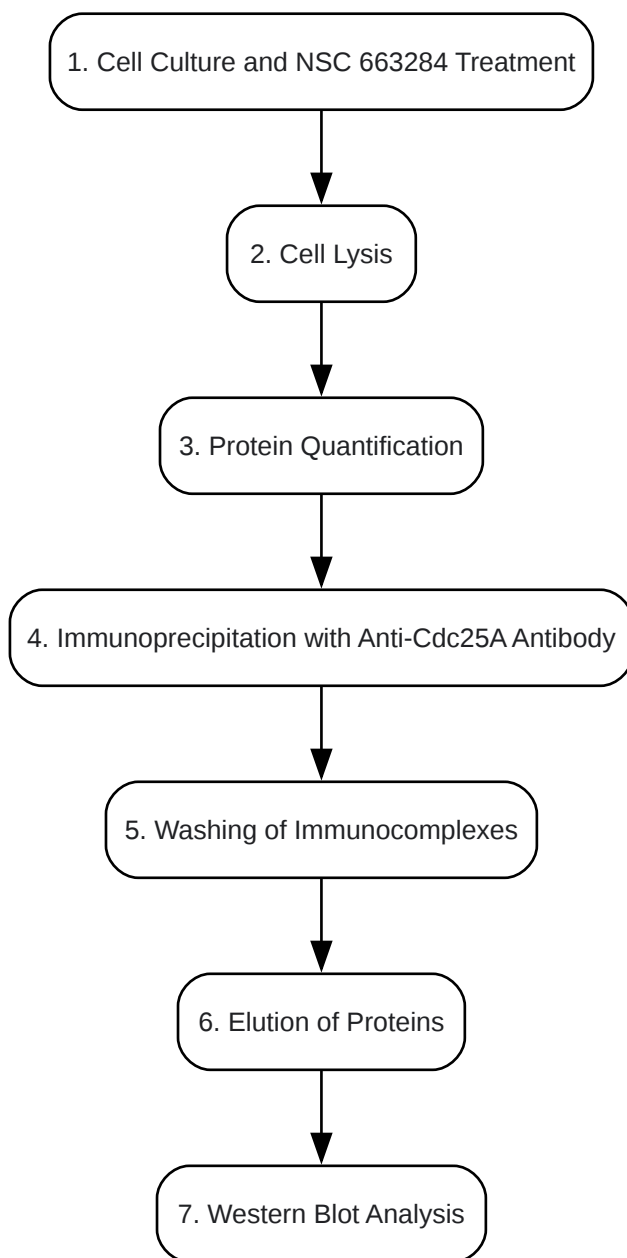 1. Cell Culture and NSC 663284 Treatment
2. Cell Lysis
3. Protein Quantification
4. Immunoprecipitation with Anti-Cdc25A Antibody
5. Washing of Immunocomplexes
6. Elution of Proteins
7. Western Blot Analysis